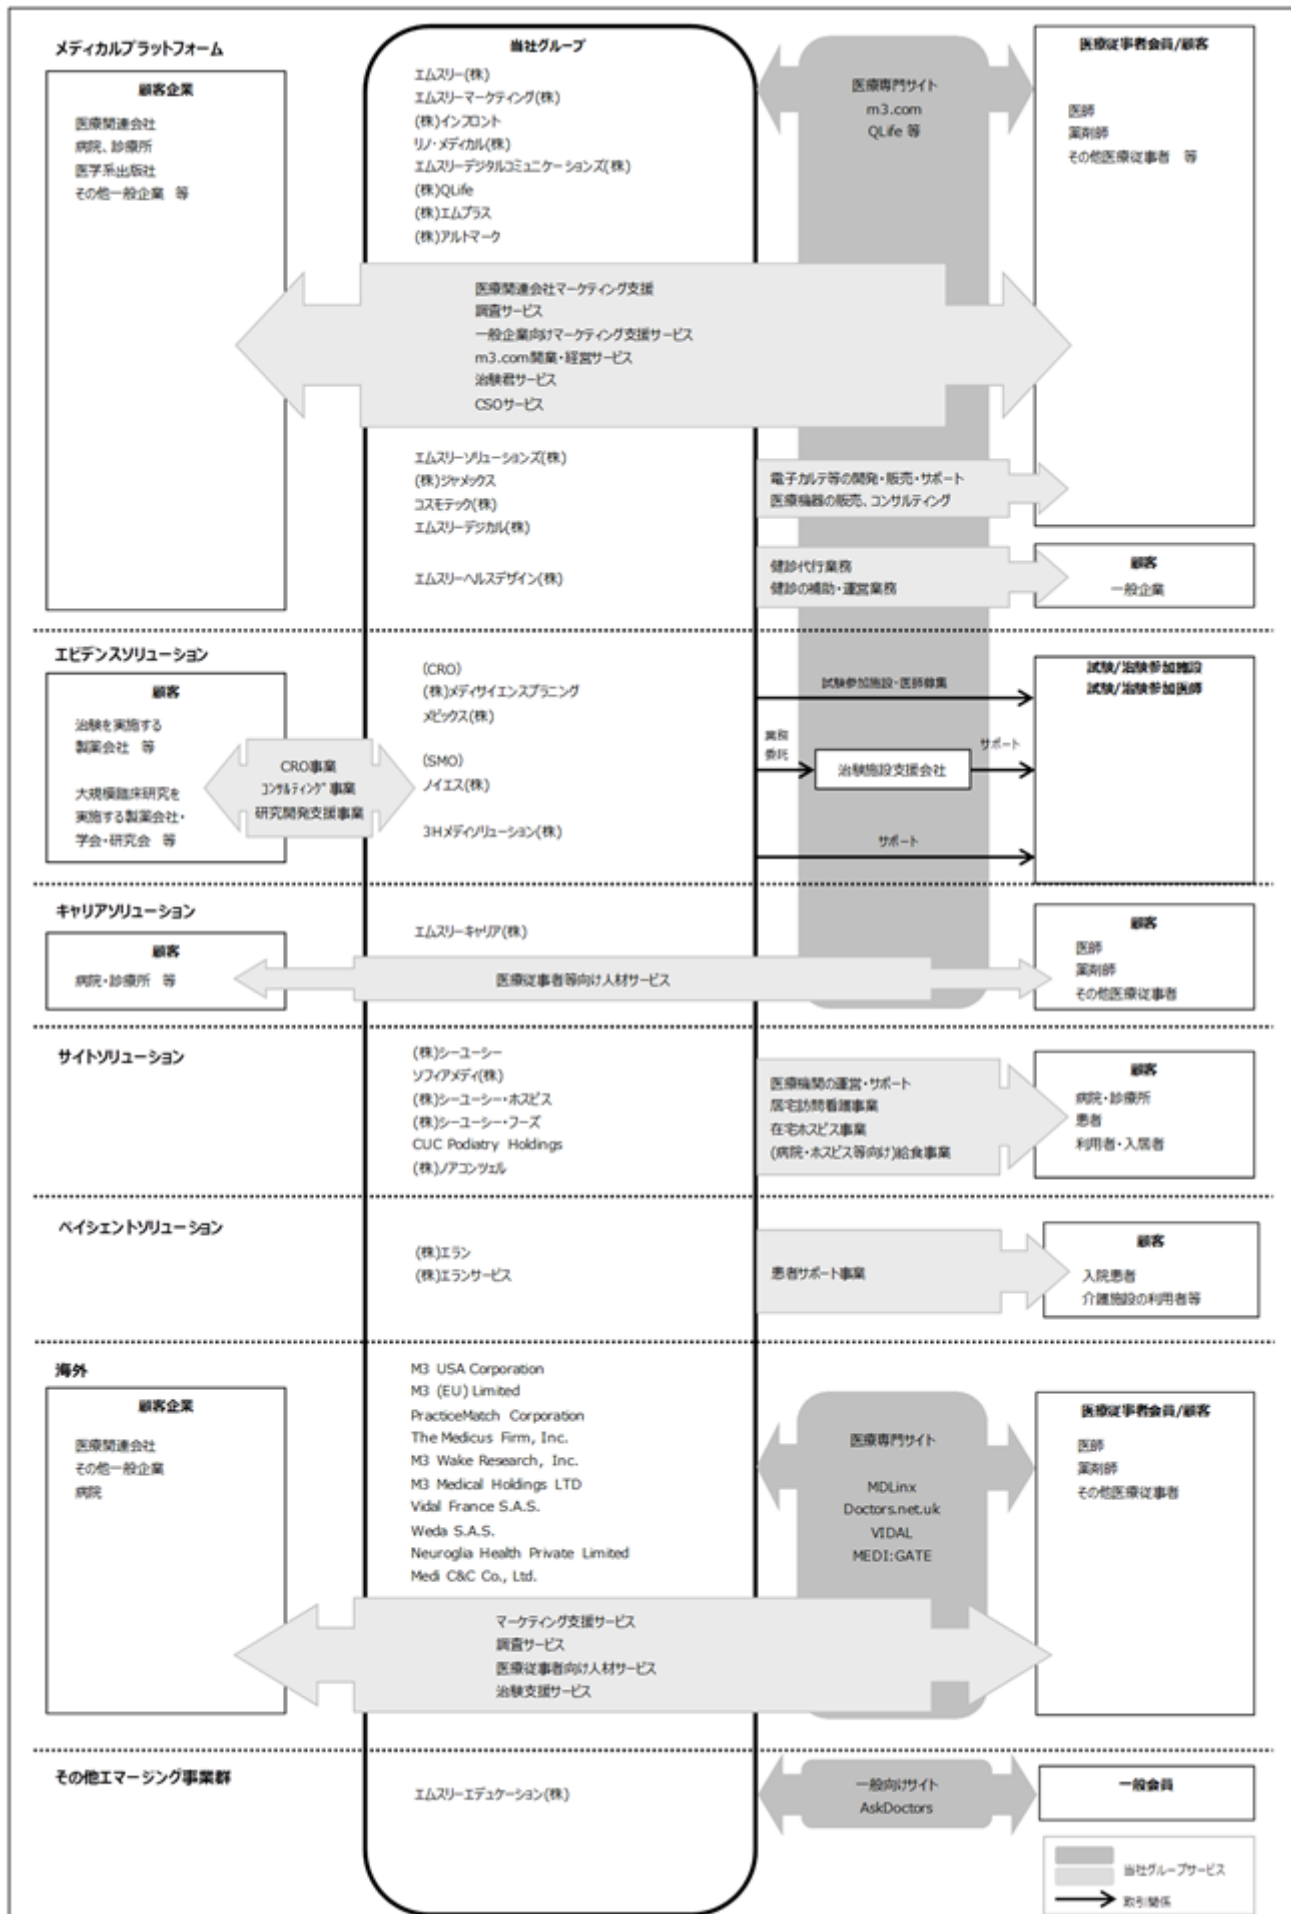 メディカルプラットフォーム
顧客企業
医療関連会社
病院、診療所
医学系出版社
その他一般企業 等
当社グループ
エムスリー(株)
エムスリーマーケティング(株)
(株)インフロント
リノ・メディカル(株)
エムスリーデジタルコミュニケーションズ(株)
(株)QLife
(株)エムプラス
(株)アルトマーク
医療専門サイト
m3.com
QLife 等
医療従事者会員/顧客
医師
薬剤師
その他医療従事者 等
医療関連会社マーケティング支援
調査サービス
一般企業向けマーケティング支援サービス
m3.com開業・経営サービス
治験君サービス
CSOサービス
エムスリーソリューションズ(株)
(株)ジャメックス
コスモテック(株)
エムスリーデジカル(株)
電子カルテ等の開発・販売・サポート
医療機器の販売、コンサルティング
エムスリーヘルスデザイン(株)
健診代行業務
健診の補助・運営業務
顧客
一般企業
エビデンスソリューション
顧客
治験を実施する
製薬会社 等
大規模臨床研究を
実施する製薬会社・
学会・研究会 等
CRO事業
コンサルティング事業
研究開発支援事業
(CRO)
(株)メディサイエンスプラニング
メビックス(株)
(SMO)
ノイエス(株)
3Hメディソリューション(株)
試験参加施設・医師募集
業務
委託
治験施設支援会社
サポート
サポート
試験/治験参加施設
試験/治験参加医師
キャリアソリューション
顧客
病院・診療所 等
エムスリーキャリア(株)
医療従事者等向け人材サービス
顧客
医師
薬剤師
その他医療従事者
サイトソリューション
(株)シーユーシー
ソフィアメディ(株)
(株)シーユーシー・ホスピス
(株)シーユーシー・フーズ
CUC Podiatry Holdings
(株)ノアコンツェル
医療機関の運営・サポート
居宅訪問看護事業
在宅ホスピス事業
(病院・ホスピス等向け)給食事業
顧客
病院・診療所
患者
利用者・入居者
ペイシェントソリューション
(株)エラン
(株)エランサービス
患者サポート事業
顧客
入院患者
介護施設の利用者等
海外
顧客企業
医療関連会社
その他一般企業
病院
M3 USA Corporation
M3 (EU) Limited
PracticeMatch Corporation
The Medicus Firm, Inc.
M3 Wake Research, Inc.
M3 Medical Holdings LTD
Vidal France S.A.S.
Weda S.A.S.
Neuroglia Health Private Limited
Medi C&C Co., Ltd.
医療専門サイト
MDLinx
Doctors.net.uk
VIDAL
MEDI:GATE
医療従事者会員/顧客
医師
薬剤師
その他医療従事者
マーケティング支援サービス
調査サービス
医療従事者向け人材サービス
治験支援サービス
その他エマージング事業群
エムスリーエデュケーション(株)
一般向けサイト
AskDoctors
一般会員
当社グループサービス
取引関係